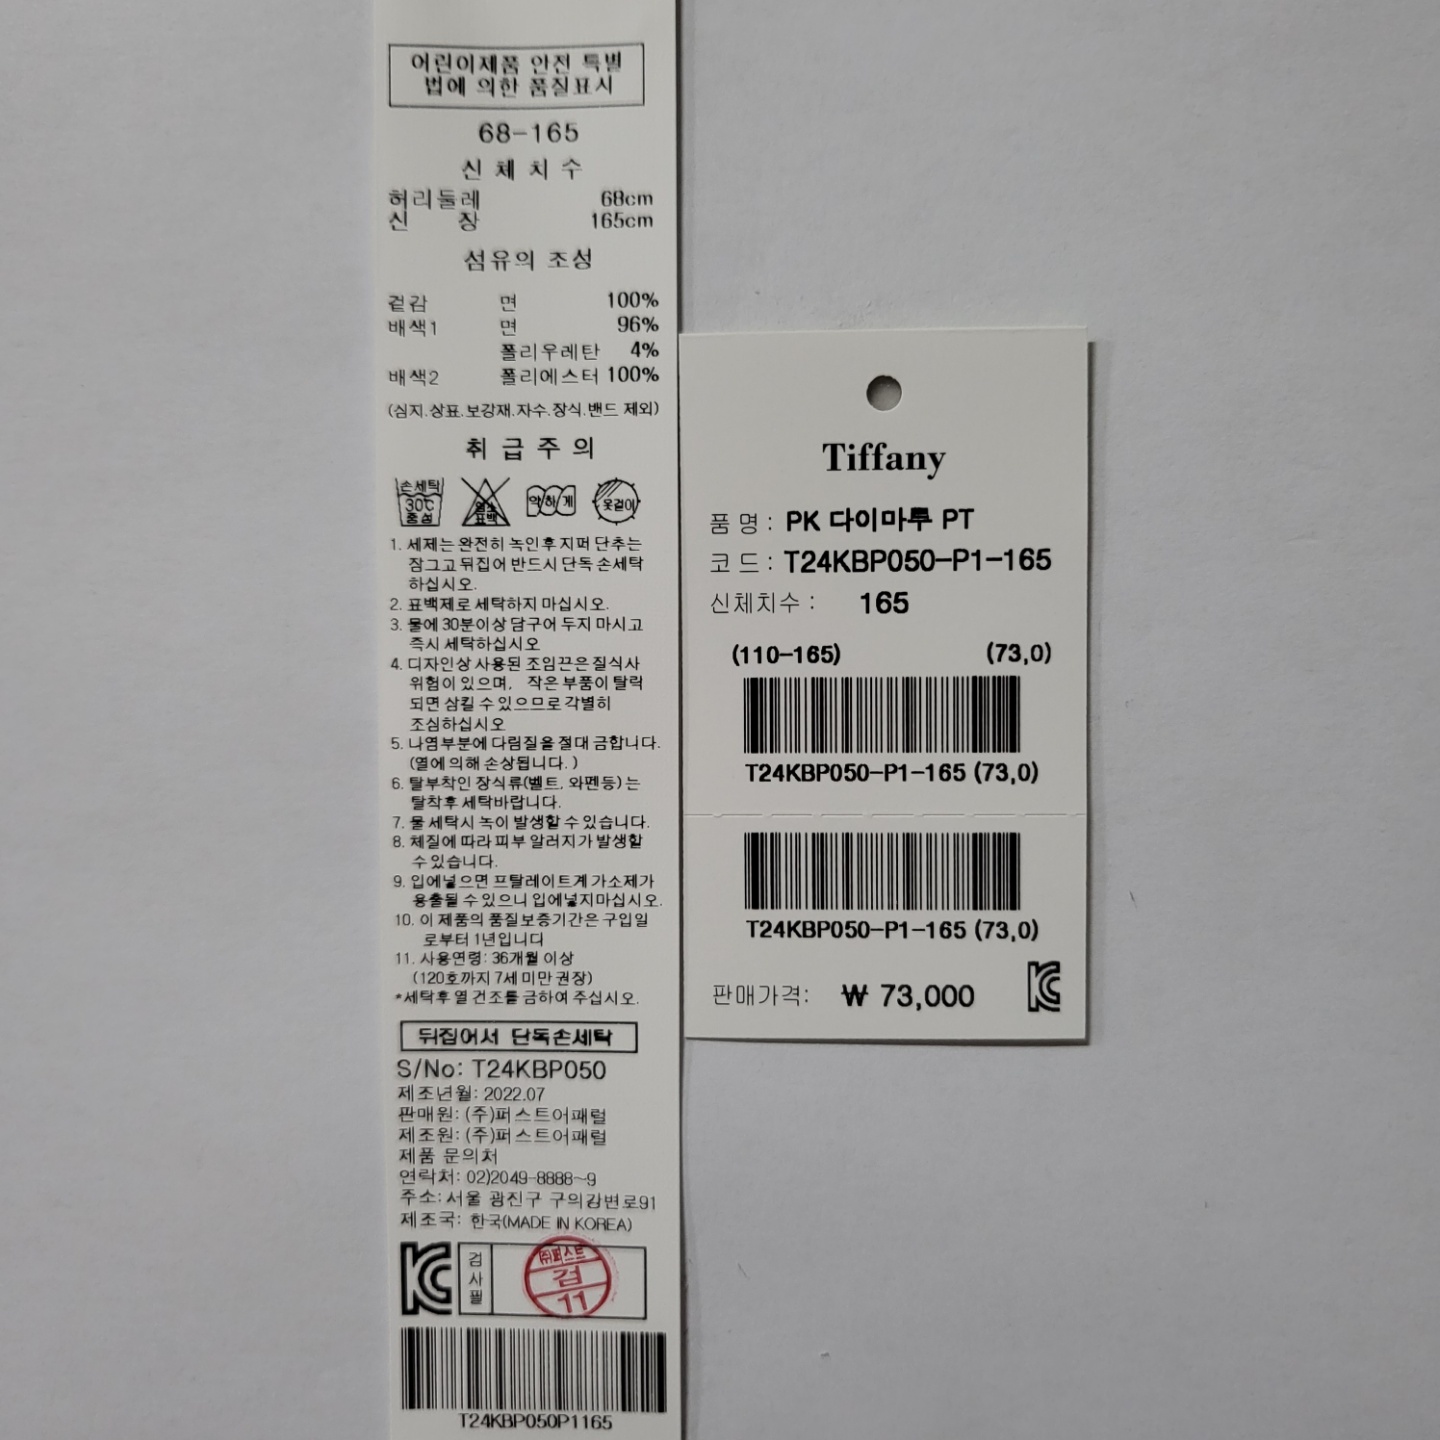 어린이제품 안전 특별
법에 의한 품질표시
68-165
신 체 치 수
허리둘레 68cm
신 장 165cm
섬유의 조성
겉감 면 100%
배색1 면 96%
폴리우레탄 4%
배색2 폴리에스터 100%
(심지.상표.보강재.자수.장식.밴드 제외)
취 급 주 의
손세탁 30℃ 중성
염소 표백
약하게
옷걸이
1. 세제는 완전히 녹인후 지퍼 단추는
잠그고 뒤집어 반드시 단독 손세탁
하십시오.
2. 표백제로 세탁하지 마십시오.
3. 물에 30분이상 담구어 두지 마시고
즉시 세탁하십시오
4. 디자인상 사용된 조임끈은 질식사
위험이 있으며, 작은 부품이 탈락
되면 삼킬 수 있으므로 각별히
조심하십시오
5. 나염부분에 다림질을 절대 금합니다.
(열에 의해 손상됩니다. )
6. 탈부착인 장식류(벨트, 와펜등) 는
탈착후 세탁바랍니다.
7. 물 세탁시 녹이 발생할 수 있습니다.
8. 체질에 따라 피부 알러지가 발생할
수 있습니다.
9. 입에넣으면 프탈레이트계 가소제가
용출될 수 있으니 입에넣지마십시오.
10. 이 제품의 품질보증기간은 구입일
로부터 1년입니다
11. 사용연령: 36개월 이상
(120호까지 7세 미만 권장)
*세탁후 열 건조를 금하여 주십시오.
뒤집어서 단독손세탁
S/No: T24KBP050
제조년월: 2022.07
판매원: (주)퍼스트어패럴
제조원: (주)퍼스트어패럴
제품 문의처
연락처: 02)2049-8888~9
주소: 서울 광진구 구의강변로91
제조국: 한국(MADE IN KOREA)
KC
검사필
㈜퍼스트
검
11
T24KBP050P1165
Tiffany
품 명 : PK 다이마루 PT
코 드 : T24KBP050-P1-165
신체치수 : 165
(110-165) (73,0)
T24KBP050-P1-165 (73,0)
T24KBP050-P1-165 (73,0)
판매가격: ₩ 73,000
KC